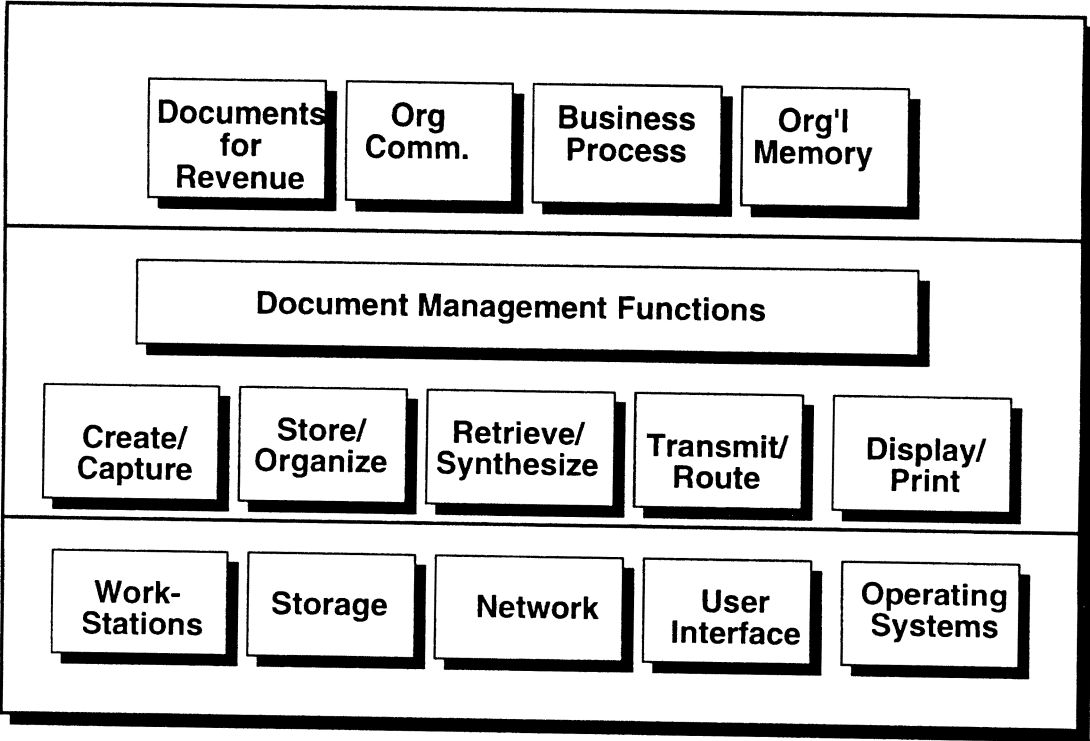 Documents
for
Revenue
Org
Comm.
Business
Process
Org'l
Memory
Document Management Functions
Create/
Capture
Store/
Organize
Retrieve/
Synthesize
Transmit/
Route
Display/
Print
Work-
Stations
Storage
Network
User
Interface
Operating
Systems